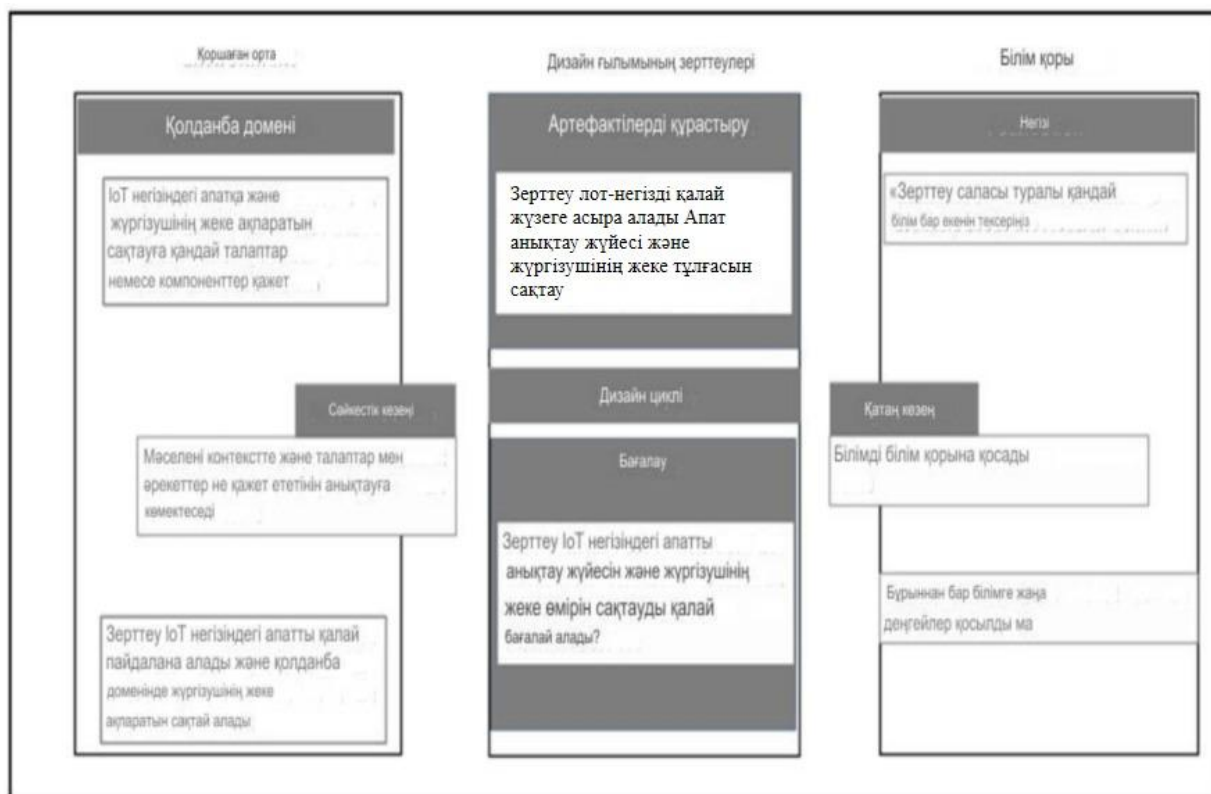 Қоршаған орта
Қолданба домені
IoT негізіндегі апатқа және
жүргізушінің жеке ақпаратын
сақтауға қандай талаптар
немесе компоненттер қажет
Сәйкестік кезеңі
Мәселені контекстте және талаптар мен
әрекеттер не қажет ететінін анықтауға
көмектеседі
Зерттеу IoT негізіндегі апатты қалай
пайдалана алады және қолданба
доменінде жүргізушінің жеке
ақпаратын сақтай алады
Дизайн ғылымының зерттеулері
Артефактілерді құрастыру
Зерттеу лот-негізді қалай
жүзеге асыра алады Апат
анықтау жүйесі және
жүргізушінің жеке тұлғасын
сақтау
Дизайн циклі
Бағалау
Зерттеу IoT негізіндегі апатты
анықтау жүйесін және жүргізушінің
жеке өмірін сақтауды қалай
бағалай алады?
Білім қоры
Негізі
«Зерттеу саласы туралы қандай
білім бар екенін тексеріңіз
Қатаң кезең
Білімді білім қорына қосады
Бұрыннан бар білімге жаңа
деңгейлер қосылды ма